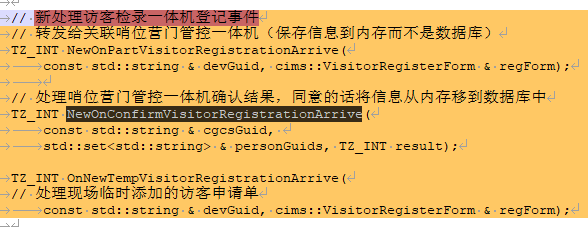 // 新处理访客检录一体机登记事件
// 转发给关联哨位营门管控一体机（保存信息到内存而不是数据库）
TZ_INT NewOnPartVisitorRegistrationArrive(
const std::string & devGuid, cims::VisitorRegisterForm & regForm);
// 处理哨位营门管控一体机确认结果，同意的话将信息从内存移到数据库中
TZ_INT NewOnConfirmVisitorRegistrationArrive(
const std::string & cgcsGuid,
std::set<std::string> & personGuids, TZ_INT result);
TZ_INT OnNewTempVisitorRegistrationArrive(
// 处理现场临时添加的访客申请单
const std::string & devGuid, cims::VisitorRegisterForm & regForm);